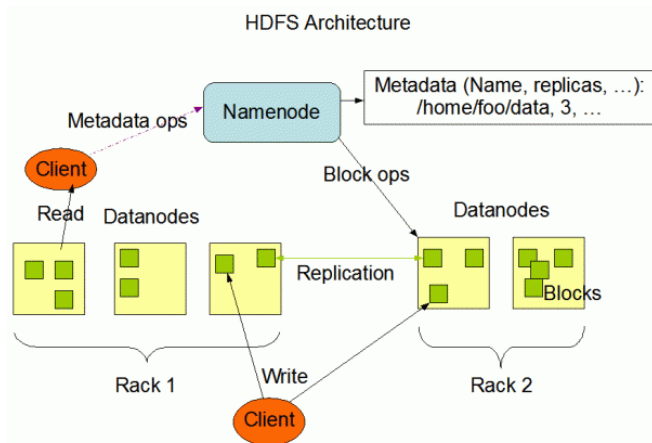 HDFS Architecture
Metadata (Name, replicas, …):
/home/foo/data, 3, …
Namenode
Metadata ops
Client
Block ops
Read
Datanodes
Datanodes
Replication
Blocks
Rack 1
Write
Rack 2
Client